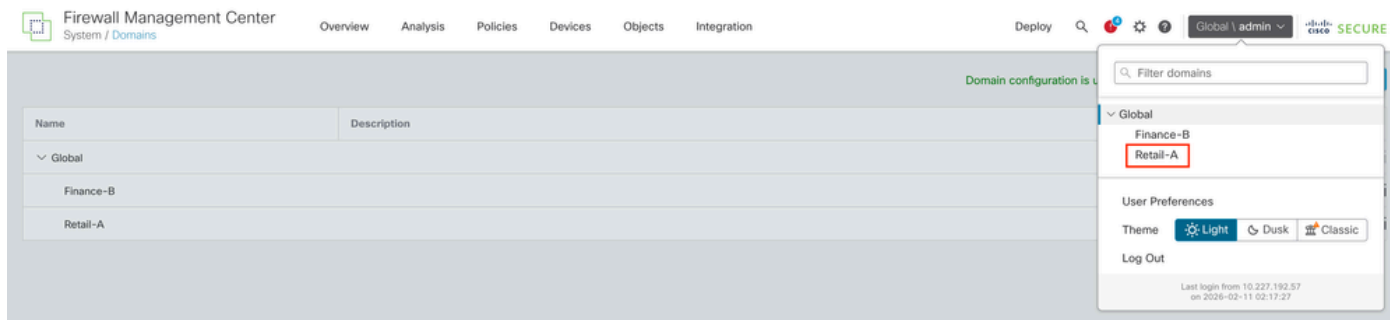 Firewall Management Center
System / Domains
Overview Analysis Policies Devices Objects Integration Deploy Global \ admin cisco SECURE
Domain configuration is
Name Description
Global
Finance-B
Retail-A
Filter domains
Global
Finance-B
Retail-A
User Preferences
Theme Light Dusk Classic
Log Out
Last login from 10.227.192.57
on 2026-02-11 02:17:27